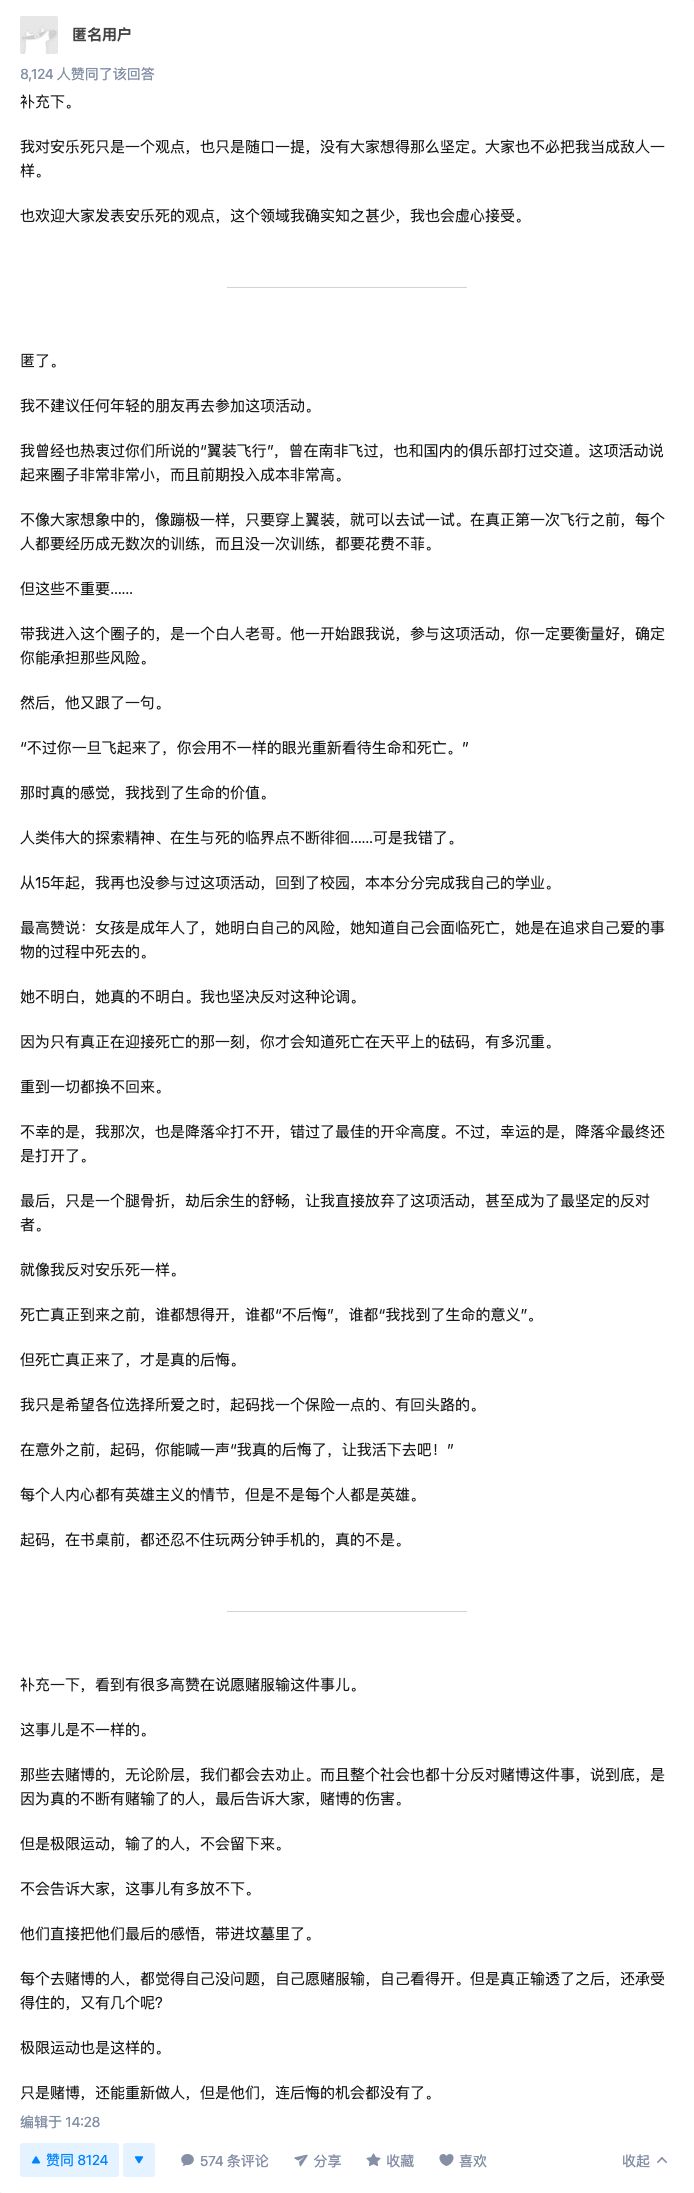 匿名用户
8,124 人赞同了该回答
补充下。
我对安乐死只是一个观点，也只是随口一提，没有大家想得那么坚定。大家也不必把我当成敌人一
样。
也欢迎大家发表安乐死的观点，这个领域我确实知之甚少，我也会虚心接受。
匿了。
我不建议任何年轻的朋友再去参加这项活动。
我曾经也热衷过你们所说的“翼装飞行”，曾在南非飞过，也和国内的俱乐部打过交道。这项活动说
起来圈子非常非常小，而且前期投入成本非常高。
不像大家想象中的，像蹦极一样，只要穿上翼装，就可以去试一试。在真正第一次飞行之前，每个
人都要经历成无数次的训练，而且没一次训练，都要花费不菲。
但这些不重要……
带我进入这个圈子的，是一个白人老哥。他一开始跟我说，参与这项活动，你一定要衡量好，确定
你能承担那些风险。
然后，他又跟了一句。
“不过你一旦飞起来了，你会用不一样的眼光重新看待生命和死亡。”
那时真的感觉，我找到了生命的价值。
人类伟大的探索精神、在生与死的临界点不断徘徊……可是我错了。
从15年起，我再也没参与过这项活动，回到了校园，本本分分完成我自己的学业。
最高赞说：女孩是成年人了，她明白自己的风险，她知道自己会面临死亡，她是在追求自己爱的事
物的过程中死去的。
她不明白，她真的不明白。我也坚决反对这种论调。
因为只有真正在迎接死亡的那一刻，你才会知道死亡在天平上的砝码，有多沉重。
重到一切都换不回来。
不幸的是，我那次，也是降落伞打不开，错过了最佳的开伞高度。不过，幸运的是，降落伞最终还
是打开了。
最后，只是一个腿骨折，劫后余生的舒畅，让我直接放弃了这项活动，甚至成为了最坚定的反对
者。
就像我反对安乐死一样。
死亡真正到来之前，谁都想得开，谁都“不后悔”，谁都“我找到了生命的意义”。
但死亡真正来了，才是真的后悔。
我只是希望各位选择所爱之时，起码找一个保险一点的、有回头路的。
在意外之前，起码，你能喊一声“我真的后悔了，让我活下去吧！”
每个人内心都有英雄主义的情节，但是不是每个人都是英雄。
起码，在书桌前，都还忍不住玩两分钟手机的，真的不是。
补充一下，看到有很多高赞在说愿赌服输这件事儿。
这事儿是不一样的。
那些去赌博的，无论阶层，我们都会去劝止。而且整个社会也都十分反对赌博这件事，说到底，是
因为真的不断有赌输了的人，最后告诉大家，赌博的伤害。
但是极限运动，输了的人，不会留下来。
不会告诉大家，这事儿有多放不下。
他们直接把他们最后的感悟，带进坟墓里了。
每个去赌博的人，都觉得自己没问题，自己愿赌服输，自己看得开。但是真正输透了之后，还承受
得住的，又有几个呢?
极限运动也是这样的。
只是赌博，还能重新做人，但是他们，连后悔的机会都没有了。
编辑于 14:28
赞同 8124 574 条评论 分享 收藏 喜欢 收起